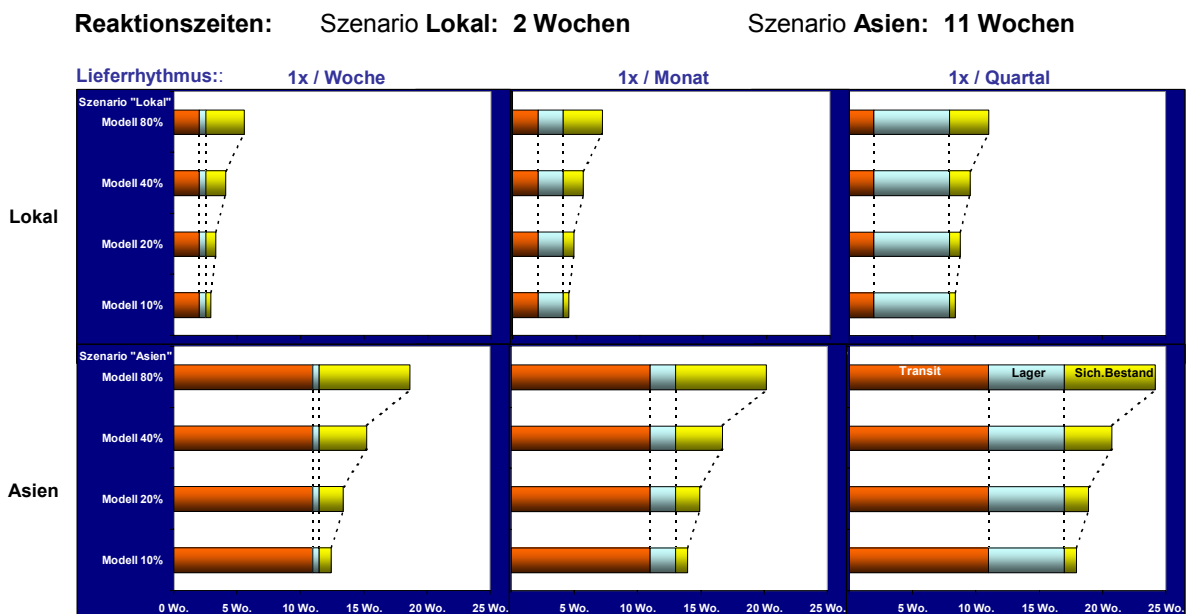 Reaktionszeiten: Szenario Lokal: 2 Wochen Szenario Asien: 11 Wochen
Lieferrhythmus:: 1x / Woche 1x / Monat 1x / Quartal
Szenario "Lokal"
Modell 80%
Modell 40%
Lokal
Modell 20%
Modell 10%
Szenario "Asien"
Modell 80%
Transit Lager Sich.Bestand
Modell 40%
Asien
Modell 20%
Modell 10%
0 Wo. 5 Wo. 10 Wo. 15 Wo. 20 Wo. 25 Wo. 5 Wo. 10 Wo. 15 Wo. 20 Wo. 25 Wo. 5 Wo. 10 Wo. 15 Wo. 20 Wo. 25 Wo.